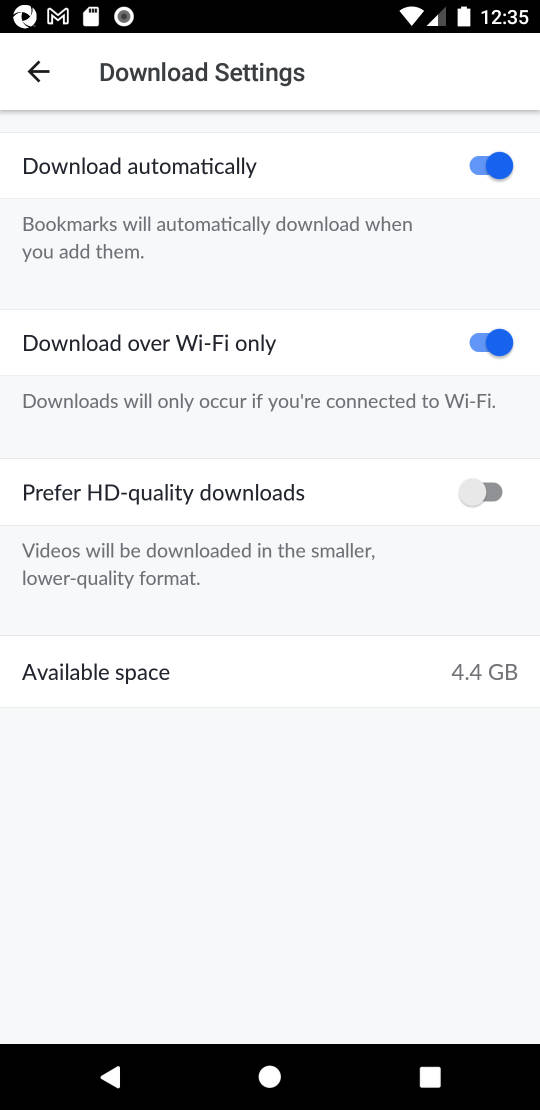 12:35
Download Settings
Download automatically
Bookmarks will automatically download when
you add them.
Download over Wi-Fi only
Downloads will only occur if you're connected to Wi-Fi.
Prefer HD-quality downloads
Videos will be downloaded in the smaller,
lower-quality format.
Available space 4.4 GB